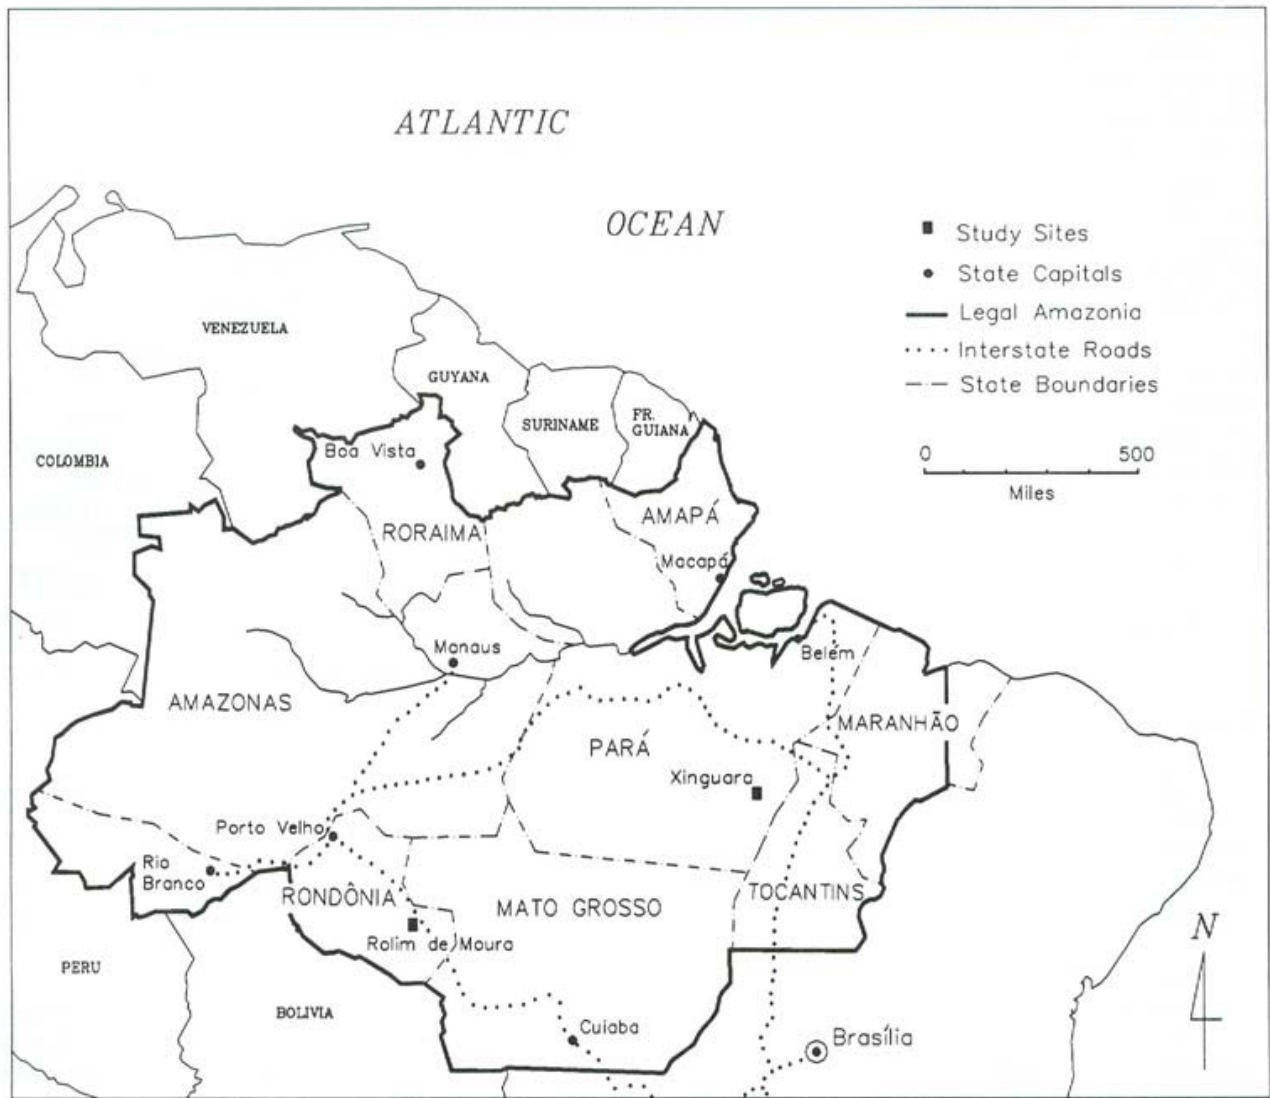 ATLANTIC
OCEAN
Study Sites
State Capitals
Legal Amazonia
Interstate Roads
State Boundaries
0 500
Miles
VENEZUELA
GUYANA
SURINAME
FR.
GUIANA
COLOMBIA
Boa Vista
RORAIMA
AMAPÁ
Macapá
Manaus
Belém
AMAZONAS
MARANHÃO
PARÁ
Xinguara
Porto Velho
Rio
Branco
RONDÔNIA
MATO GROSSO
TOCANTINS
Rolim de Moura
N
PERU
BOLIVIA
Cuiaba
Brasília